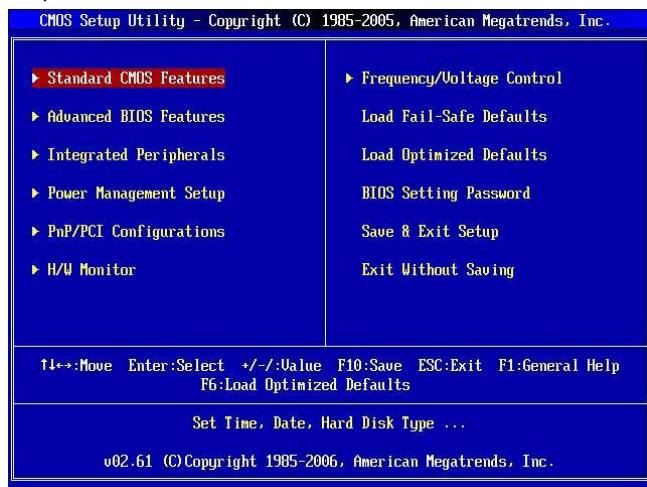 CMOS Setup Utility - Copyright (C) 1985-2005, American Megatrends, Inc.
▶ Standard CMOS Features
▶ Advanced BIOS Features
▶ Integrated Peripherals
▶ Power Management Setup
▶ PnP/PCI Configurations
▶ H/W Monitor
▶ Frequency/Voltage Control
Load Fail-Safe Defaults
Load Optimized Defaults
BIOS Setting Password
Save & Exit Setup
Exit Without Saving
↑↓↔:Move Enter:Select +/-/:Value F10:Save ESC:Exit F1:General Help
F6:Load Optimized Defaults
Set Time, Date, Hard Disk Type ...
v02.61 (C)Copyright 1985-2006, American Megatrends, Inc.